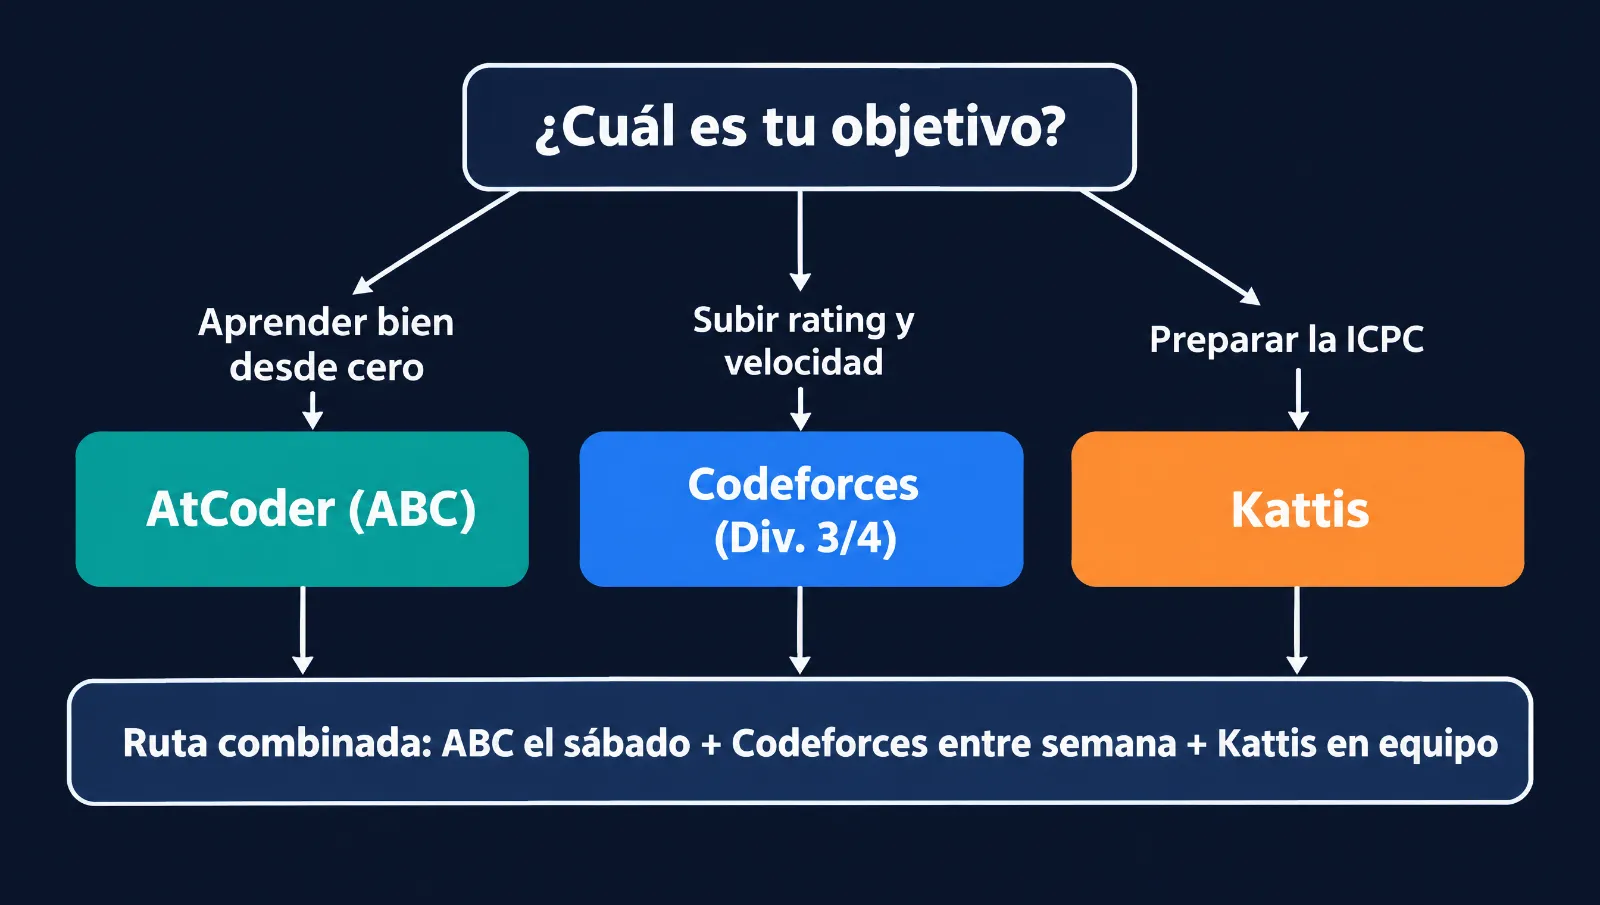 ¿Cuál es tu objetivo?
Aprender bien
desde cero
Subir rating y
velocidad
Preparar la ICPC
AtCoder (ABC)
Codeforces
(Div. 3/4)
Kattis
Ruta combinada: ABC el sábado + Codeforces entre semana + Kattis en equipo